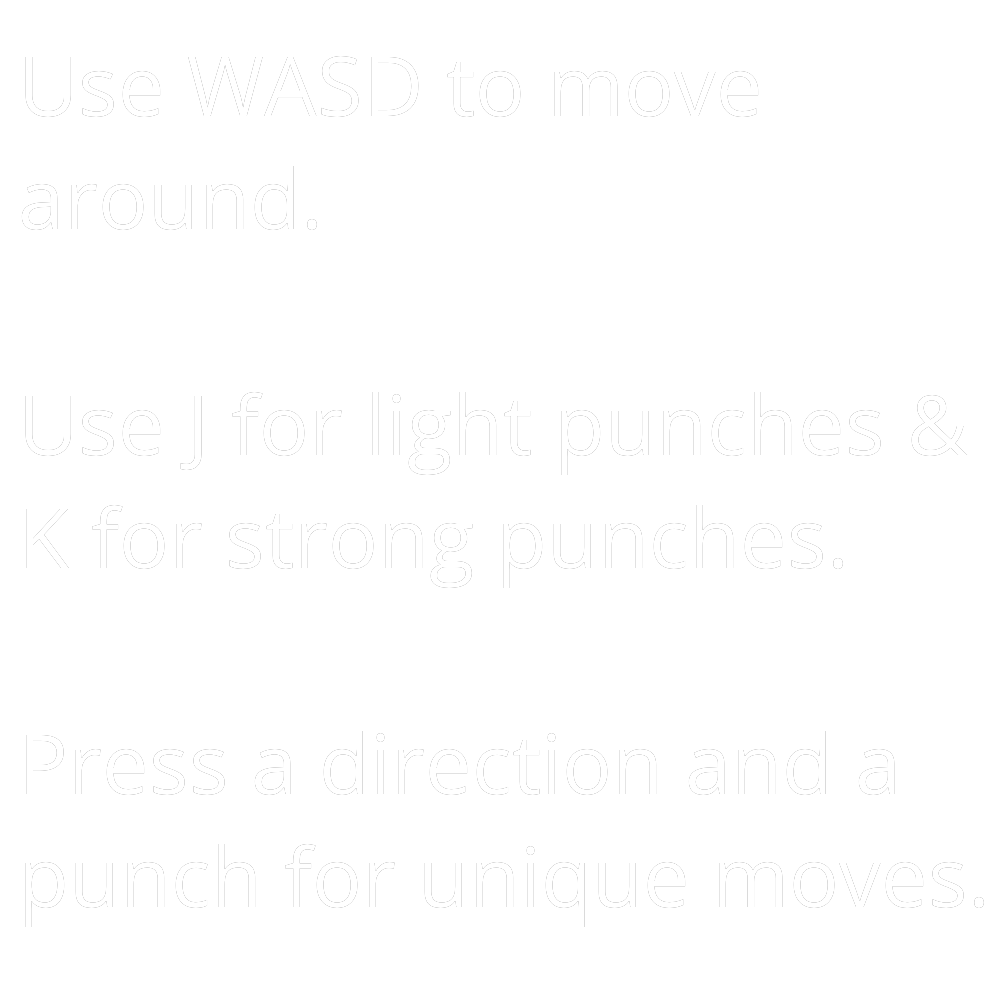 Use WASD to move
around.
Use J for light punches &
K for strong punches.
Press a direction and a
punch for unique moves.